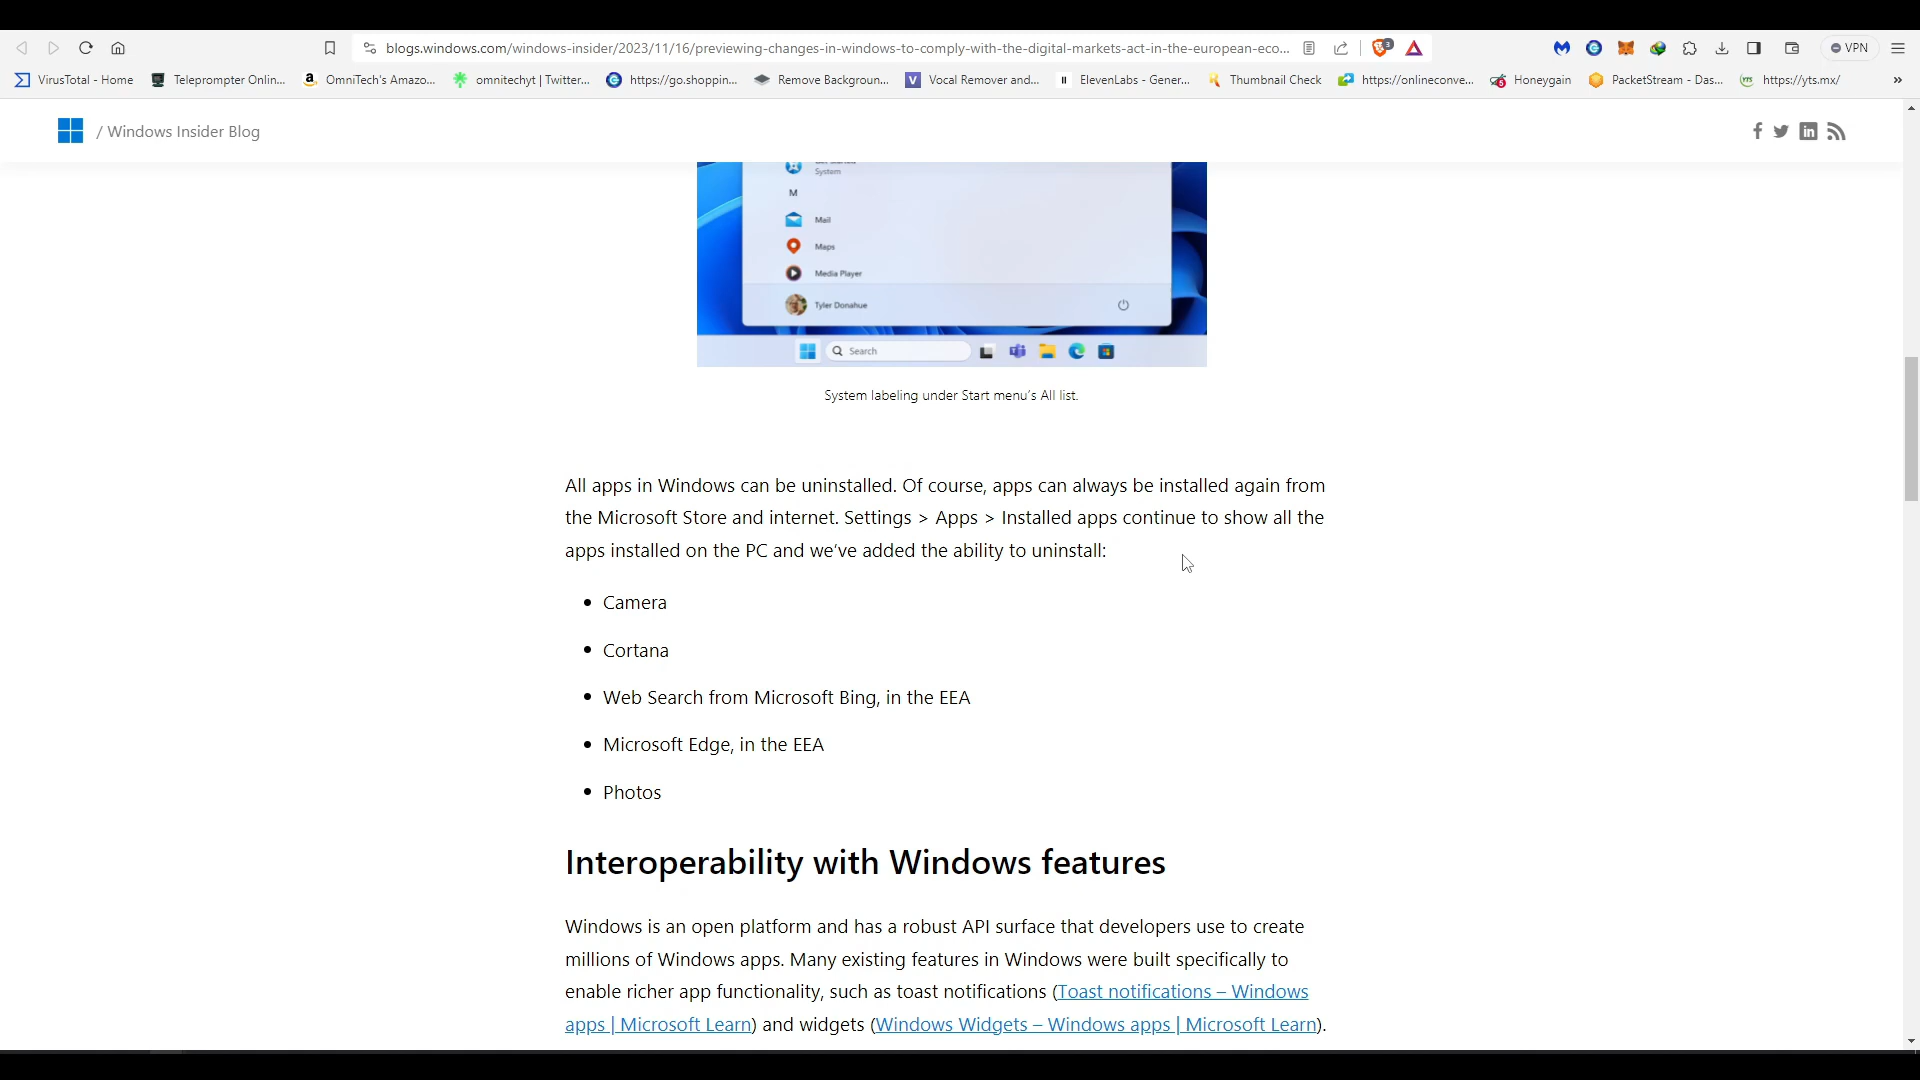 blogs.windows.com/windows-insider/2023/11/16/previewing-changes-in-windows-to-comply-with-the-digital-markets-act-in-the-european-eco...
3
VPN
VirusTotal - Home
Teleprompter Onlin...
OmniTech's Amazo...
omnitechyt | Twitter...
https://go.shoppin...
Remove Backgroun...
Vocal Remover and...
ElevenLabs - Gener...
Thumbnail Check
https://onlineconve...
Honeygain
PacketStream - Das...
https://yts.mx/
»
/ Windows Insider Blog
System
M
Mail
Maps
Media Player
Tyler Donahue
Search
System labeling under Start menu’s All list.
All apps in Windows can be uninstalled. Of course, apps can always be installed again from
the Microsoft Store and internet. Settings > Apps > Installed apps continue to show all the
apps installed on the PC and we’ve added the ability to uninstall:
• Camera
• Cortana
• Web Search from Microsoft Bing, in the EEA
• Microsoft Edge, in the EEA
• Photos
Interoperability with Windows features
Windows is an open platform and has a robust API surface that developers use to create
millions of Windows apps. Many existing features in Windows were built specifically to
enable richer app functionality, such as toast notifications (Toast notifications – Windows
apps | Microsoft Learn) and widgets (Windows Widgets – Windows apps | Microsoft Learn).